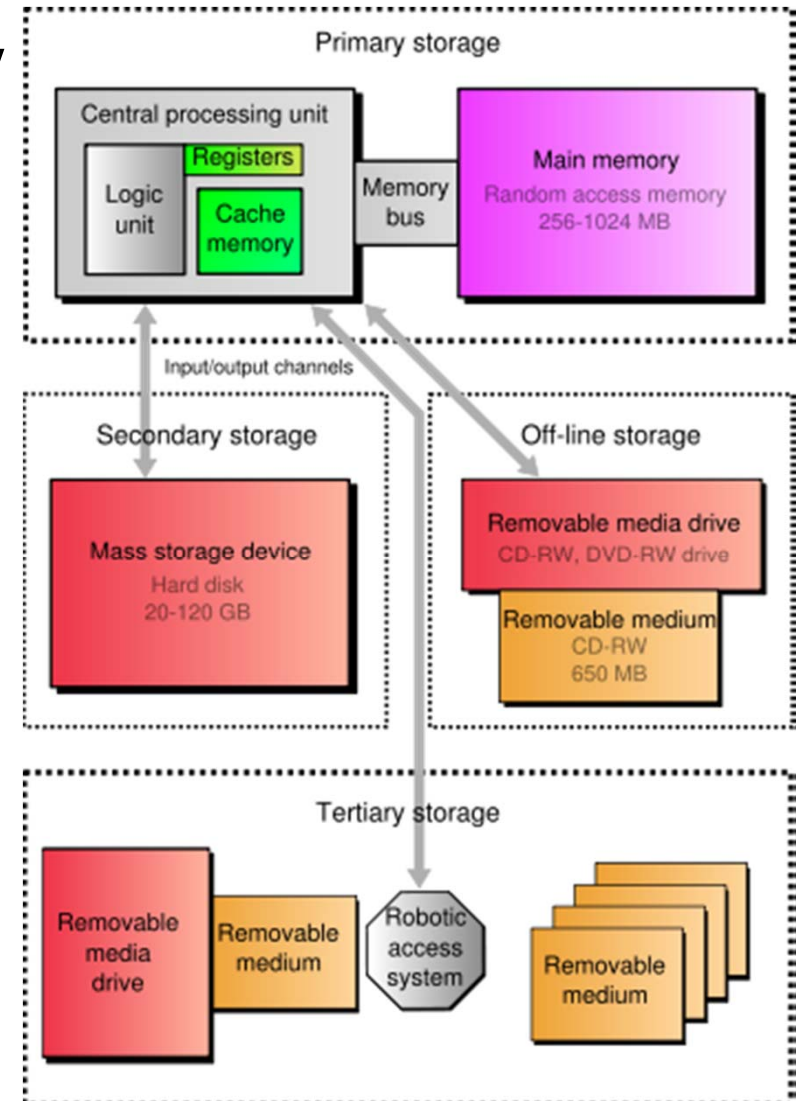 Primary storage
Central processing unit
Registers
Logic
unit
Cache
memory
Memory
bus
Main memory
Random access memory
256-1024 MB
Input/output channels
Secondary storage
Mass storage device
Hard disk
20-120 GB
Off-line storage
Removable media drive
CD-RW, DVD-RW drive
Removable medium
CD-RW
650 MB
Tertiary storage
Removable
media
drive
Removable
medium
Robotic
access
system
Removable
medium